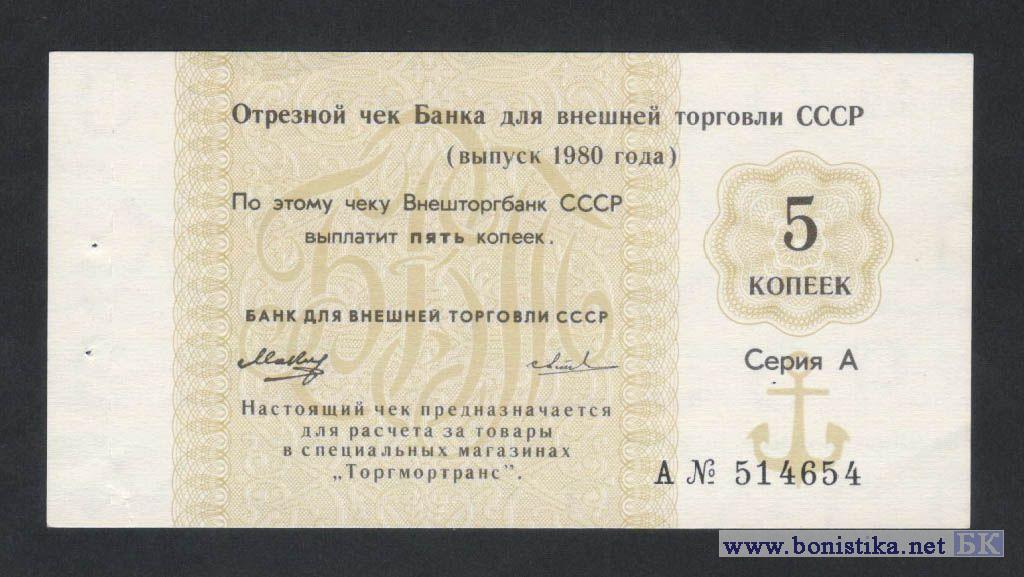 Отрезной чек Банка для внешней торговли СССР
(выпуск 1980 года)
По этому чеку Внешторгбанк СССР
выплатит пять копеек.
5
КОПЕЕК
БАНК ДЛЯ ВНЕШНЕЙ ТОРГОВЛИ СССР
Серия А
Настоящий чек предназначается
для расчета за товары
в специальных магазинах
„Торгмортранс".
А № 514654
www.bonistika.net БК